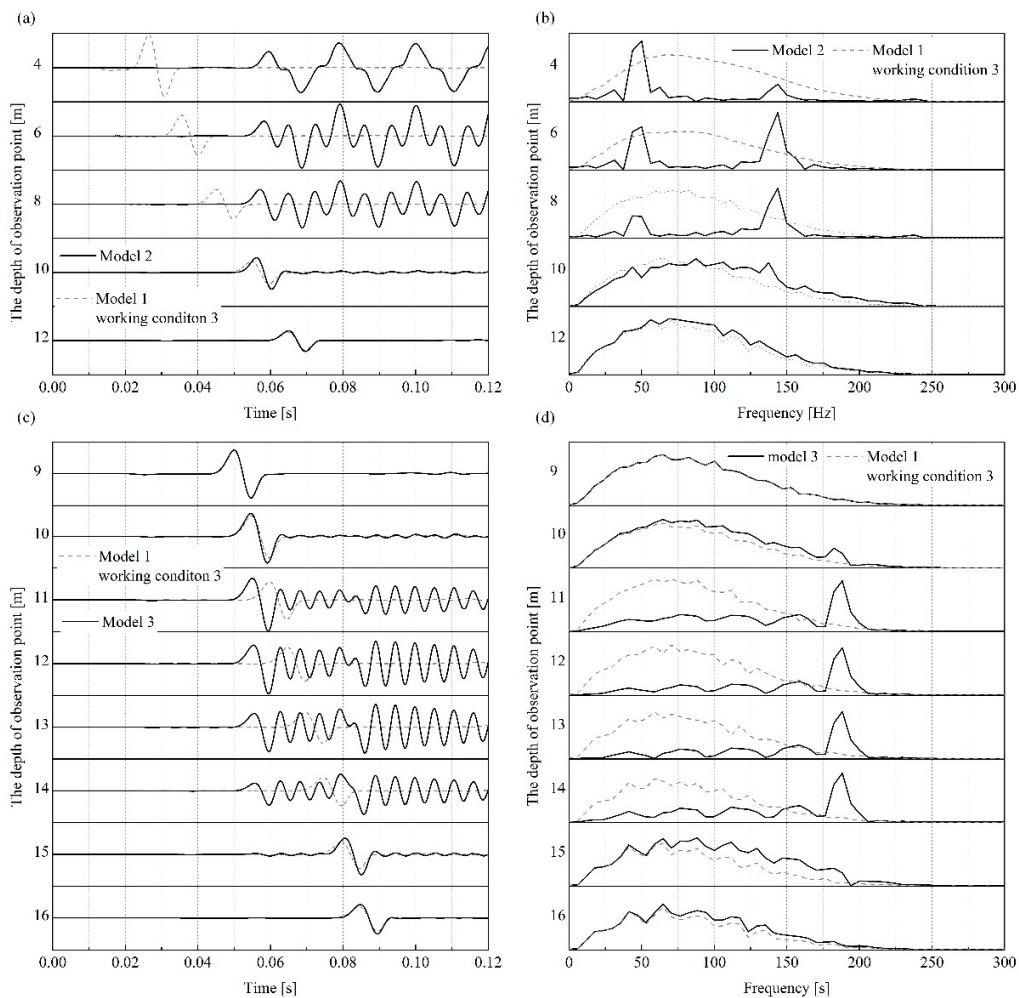 (a)
The depth of observation point [m]
4
6
8
10
12
Model 2
Model 1
working conditon 3
0.00 0.02 0.04 0.06 0.08 0.10 0.12
Time [s]
(b)
The depth of observation point [m]
Model 2 Model 1
working condition 3
4
6
8
10
12
0 50 100 150 200 250 300
Frequency [Hz]
(c)
The depth of observation point [m]
9
10
11
12
13
14
15
16
Model 1
working conditon 3
Model 3
0.00 0.02 0.04 0.06 0.08 0.10 0.12
Time [s]
(d)
The depth of observation point [m]
model 3 Model 1
working condition 3
9
10
11
12
13
14
15
16
0 50 100 150 200 250 300
Frequency [s]